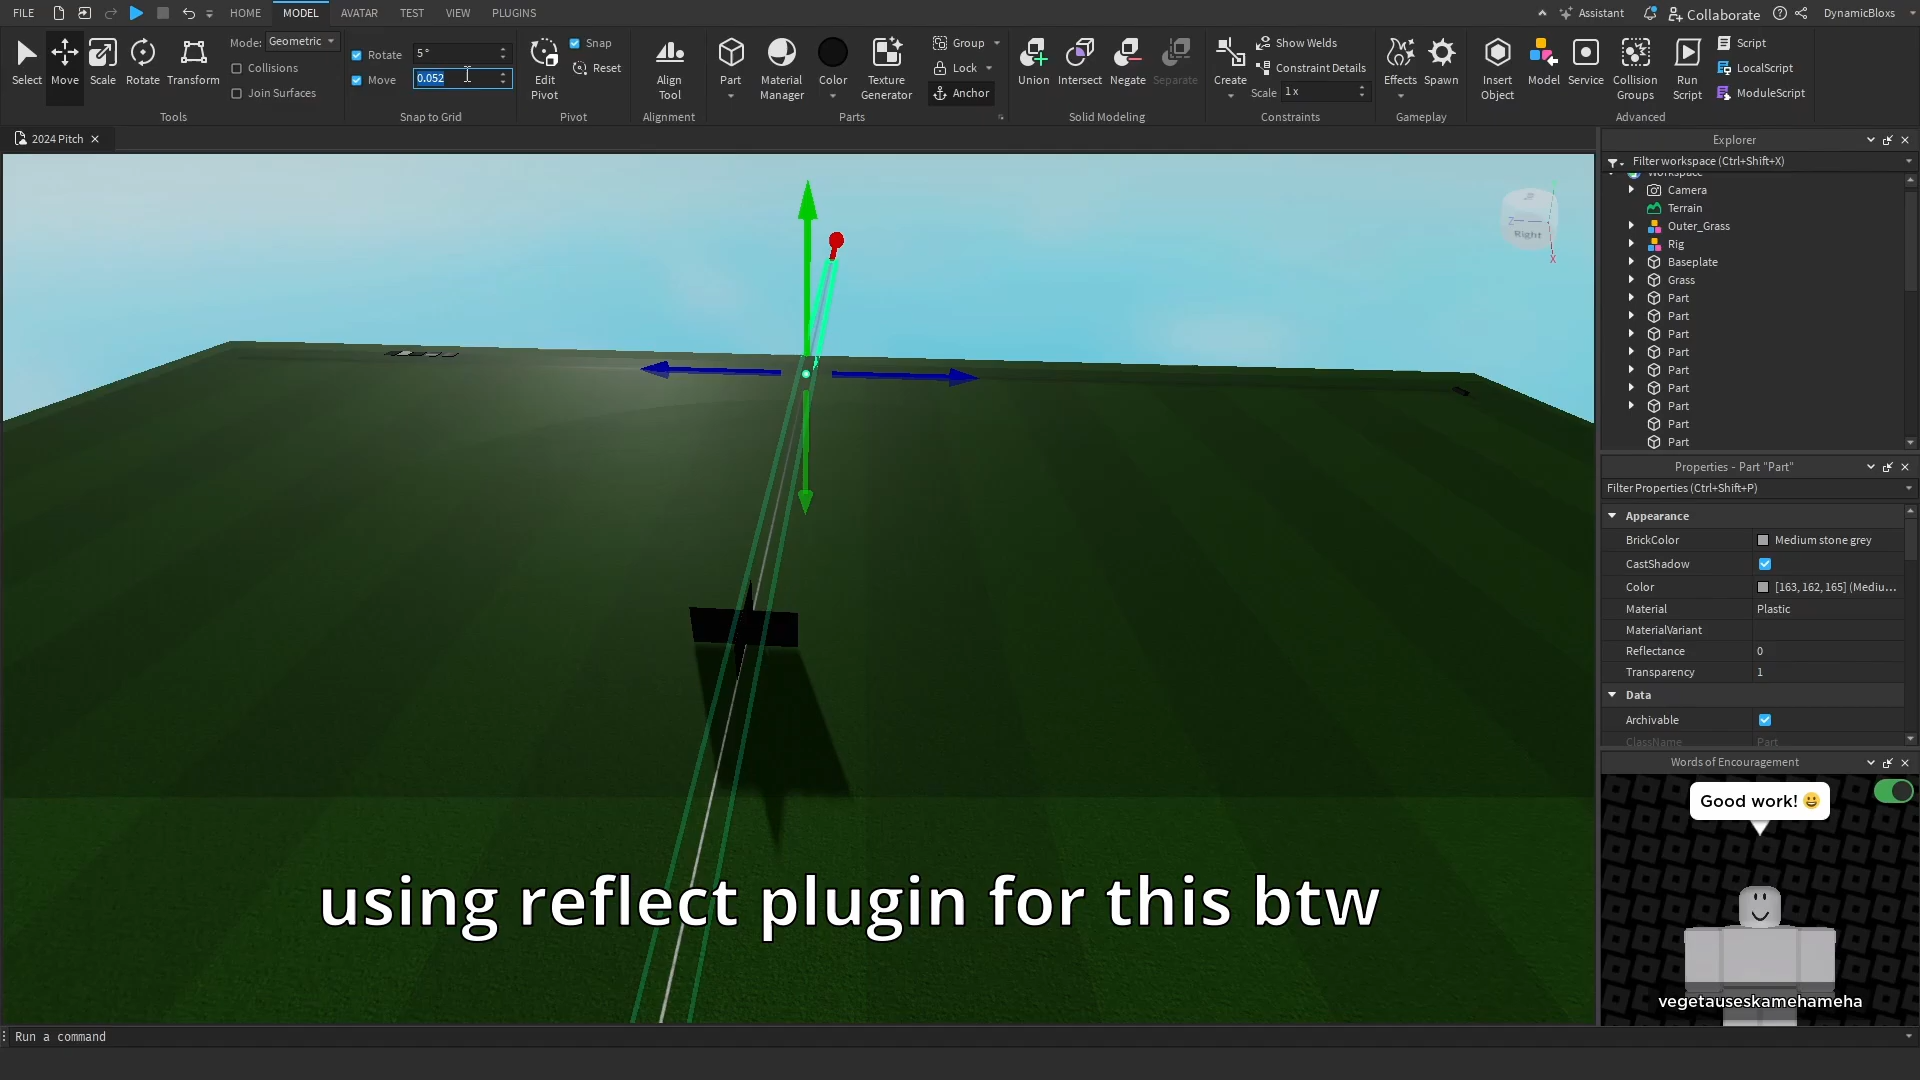 FILE
HOME
MODEL
AVATAR
TEST
VIEW
PLUGINS
Assistant
Collaborate
DynamicBloxs
Select
Move
Scale
Rotate
Transform
Mode: Geometric
Collisions
Join Surfaces
Tools
Rotate 5°
Move 0.052
Snap to Grid
Edit
Pivot
Snap
Reset
Pivot
Align
Tool
Alignment
Part
Material
Manager
Color
Texture
Generator
Group
Lock
Anchor
Parts
Union
Intersect
Negate
Separate
Solid Modeling
Create
Show Welds
Constraint Details
Scale 1 x
Constraints
Effects
Spawn
Gameplay
Insert
Object
Model
Service
Collision
Groups
Run
Script
Script
LocalScript
ModuleScript
Advanced
2024 Pitch
Right
Z
X
using reflect plugin for this btw
Explorer
Filter workspace (Ctrl+Shift+X)
Workspace
Camera
Terrain
Outer_Grass
Rig
Baseplate
Grass
Part
Part
Part
Part
Part
Part
Part
Part
Part
Properties - Part "Part"
Filter Properties (Ctrl+Shift+P)
Appearance
BrickColor Medium stone grey
CastShadow
Color [163, 162, 165] (Mediu...
Material Plastic
MaterialVariant
Reflectance 0
Transparency 1
Data
Archivable
ClassName Part
Words of Encouragement
Good work! 😀
vegetauseskamehameha
Run a command